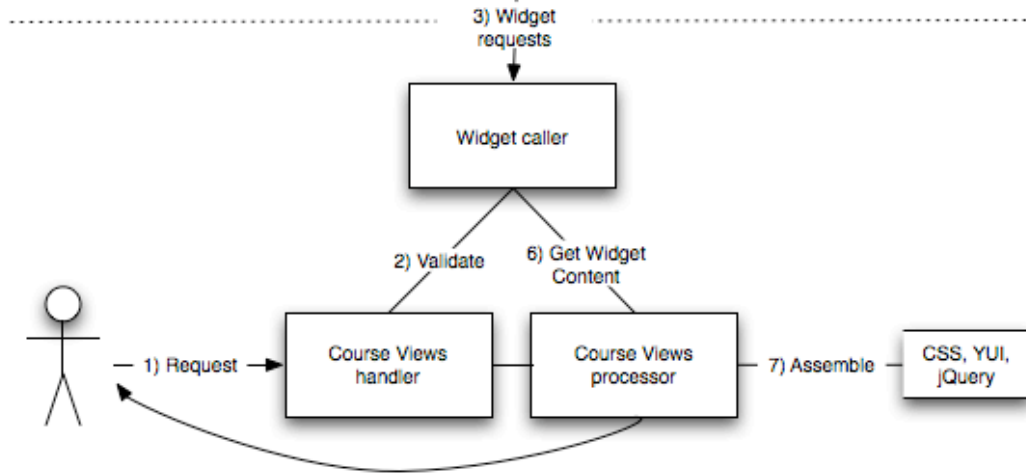 3) Widget
requests
Widget caller
2) Validate
6) Get Widget
Content
1) Request
Course Views
handler
Course Views
processor
7) Assemble
CSS, YUI,
jQuery